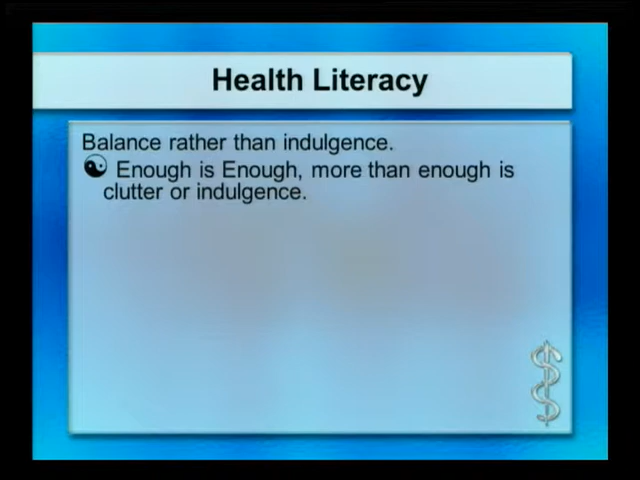 Health Literacy
Balance rather than indulgence.
Enough is Enough, more than enough is
clutter or indulgence.